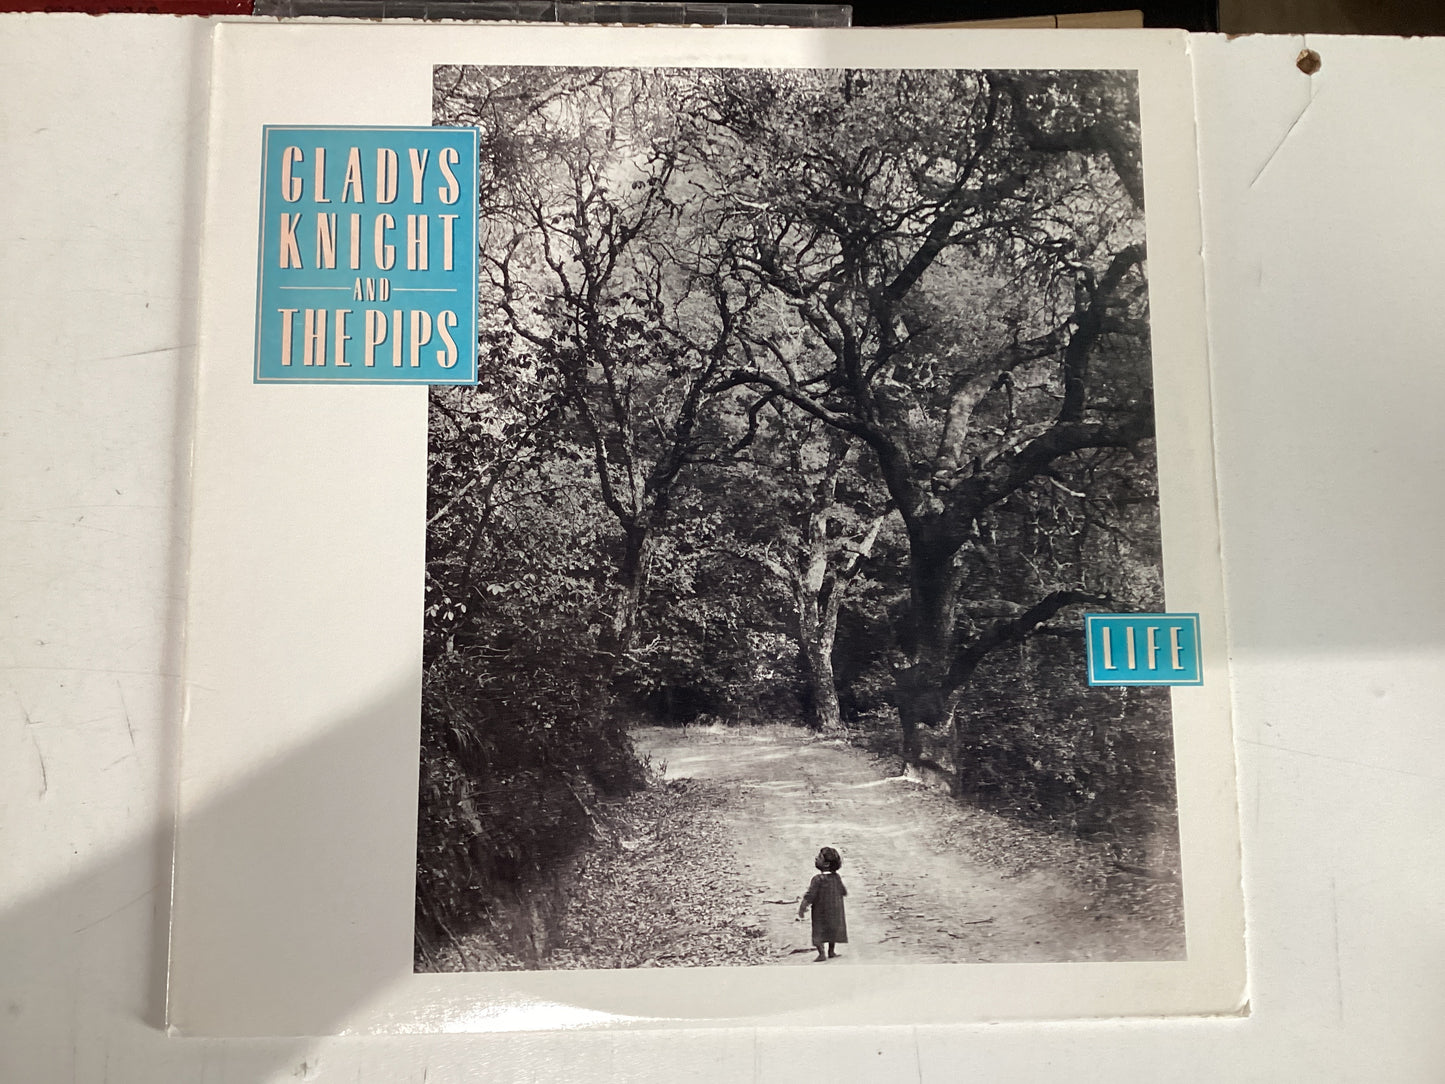 GLADYS
KNIGHT
AND
THE PIPS
LIFE